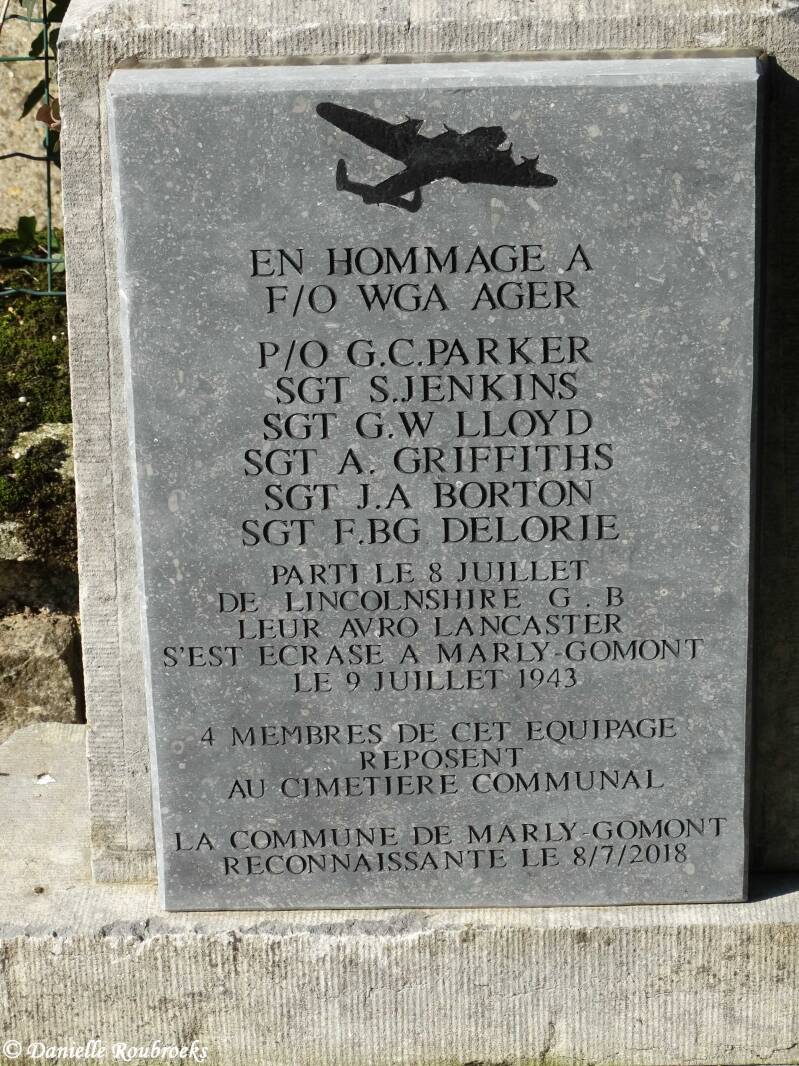 EN HOMMAGE A
F/O WGA AGER
P/O G.C.PARKER
SGT S.JENKINS
SGT G.W LLOYD
SGT A. GRIFFITHS
SGT J.A BORTON
SGT F.BG DELORIE
PARTI LE 8 JUILLET
DE LINCOLNSHIRE G.B
LEUR AVRO LANCASTER
S'EST ECRASE A MARLY-GOMONT
LE 9 JUILLET 1943
4 MEMBRES DE CET EQUIPAGE
REPOSENT
AU CIMETIERE COMMUNAL
LA COMMUNE DE MARLY-GOMONT
RECONNAISSANTE LE 8/7/2018
© Danielle Roubroeks